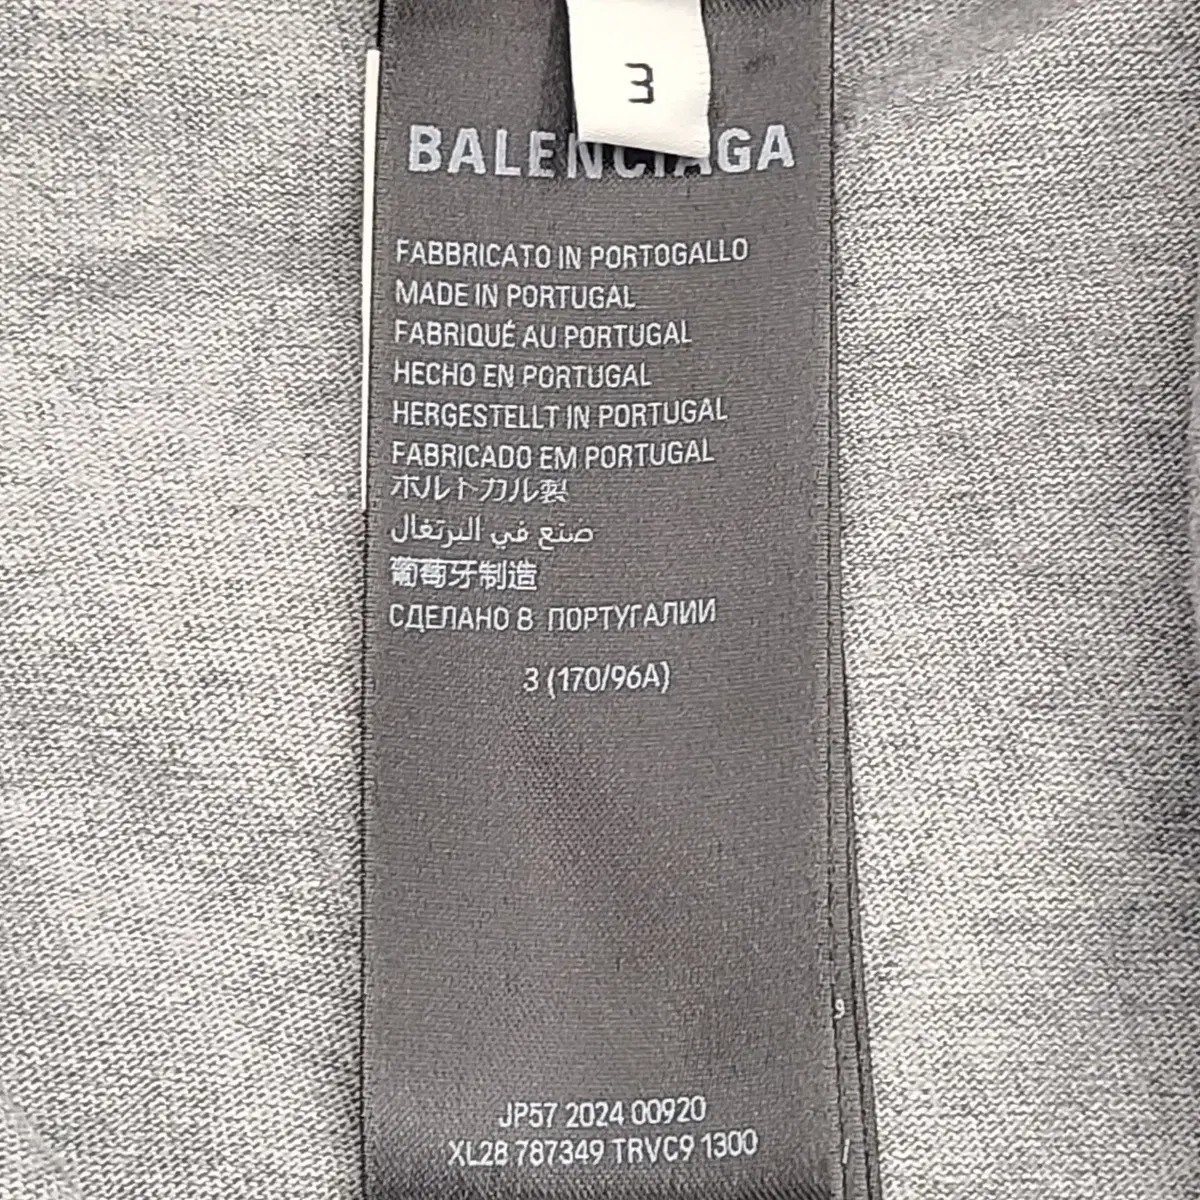 3
BALENCIAGA
FABBRICATO IN PORTOGALLO
MADE IN PORTUGAL
FABRIQUÉ AU PORTUGAL
HECHO EN PORTUGAL
HERGESTELLT IN PORTUGAL
FABRICADO EM PORTUGAL
ポルトカル製
صنع في البرتغال
葡萄牙制造
СДЕЛАНО В ПОРТУГАЛИИ
3 (170/96A)
JP57 2024 00920
XL28 787349 TRVC9 1300